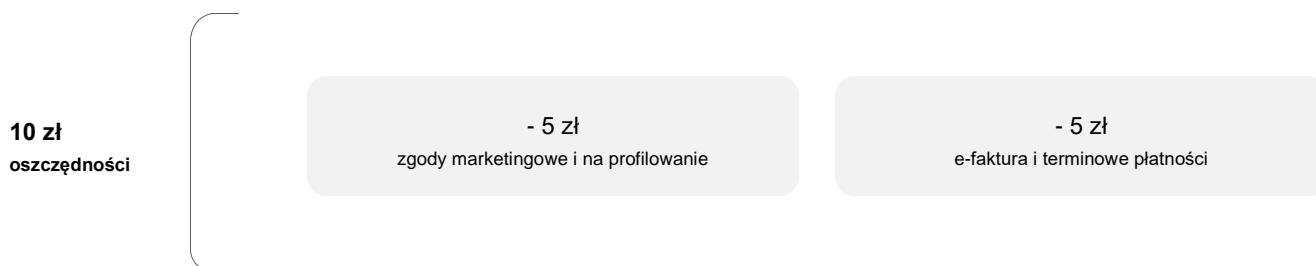 10 zł
oszczędności
- 5 zł
zgody marketingowe i na profilowanie
- 5 zł
e-faktura i terminowe płatności